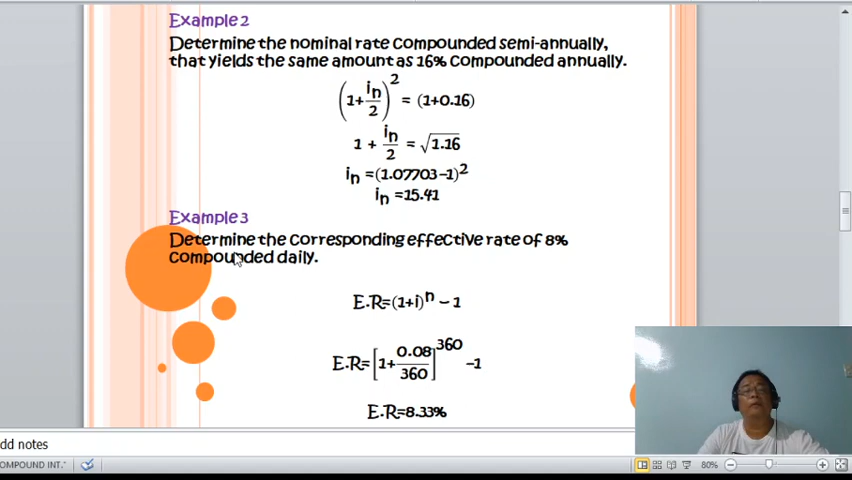 Example 2
Determine the nominal rate compounded semi-annually,
that yields the same amount as 16% compounded annually.
(1+in/2)^2 = (1+0.16)
1 + in/2 = √1.16
in =(1.07703-1)2
in =15.41
Example 3
Determine the corresponding effective rate of 8%
compounded daily.
E.R=(1+i)^n - 1
E.R=[1+0.08/360]^360 -1
E.R=8.33%
dd notes
OMPOUND INT."
80%